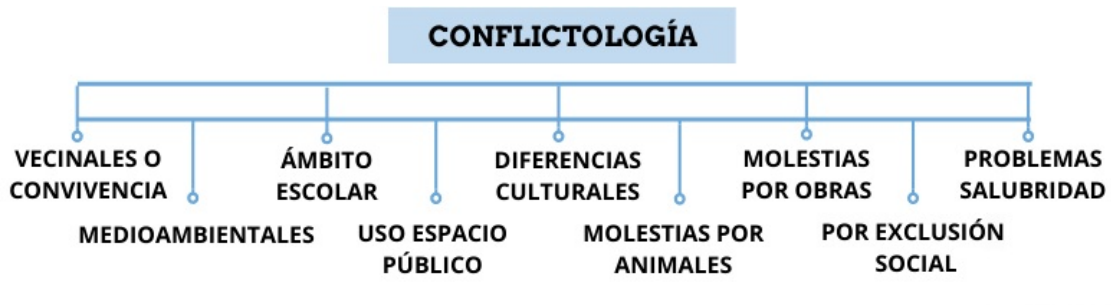 CONFLICTOLOGÍA
VECINALES O
CONVIVENCIA
MEDIOAMBIENTALES
ÁMBITO
ESCOLAR
USO ESPACIO
PÚBLICO
DIFERENCIAS
CULTURALES
MOLESTIAS POR
ANIMALES
MOLESTIAS
POR OBRAS
POR EXCLUSIÓN
SOCIAL
PROBLEMAS
SALUBRIDAD